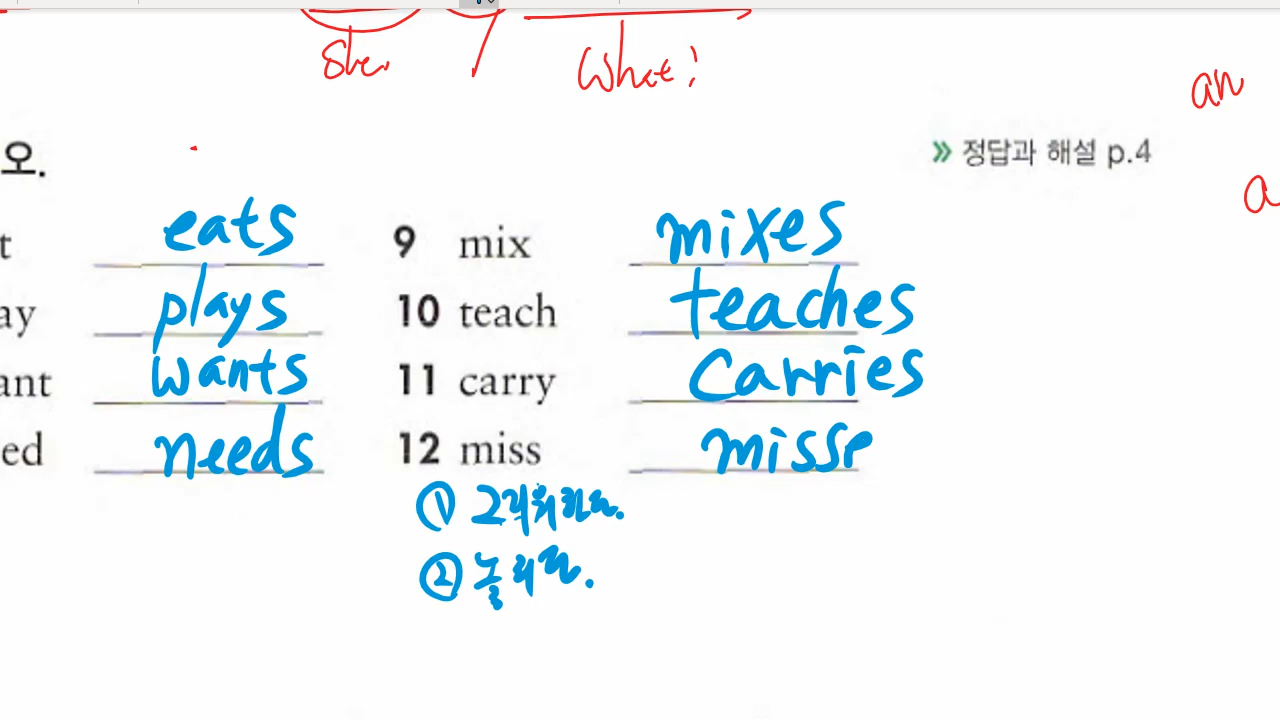 She. What?
an
오. » 정답과 해설 p.4
a
t eats 9 mix mixes
ay plays 10 teach teaches
ant wants 11 carry carries
ed needs 12 miss misse
① 그리워하다.
② 놓치다.